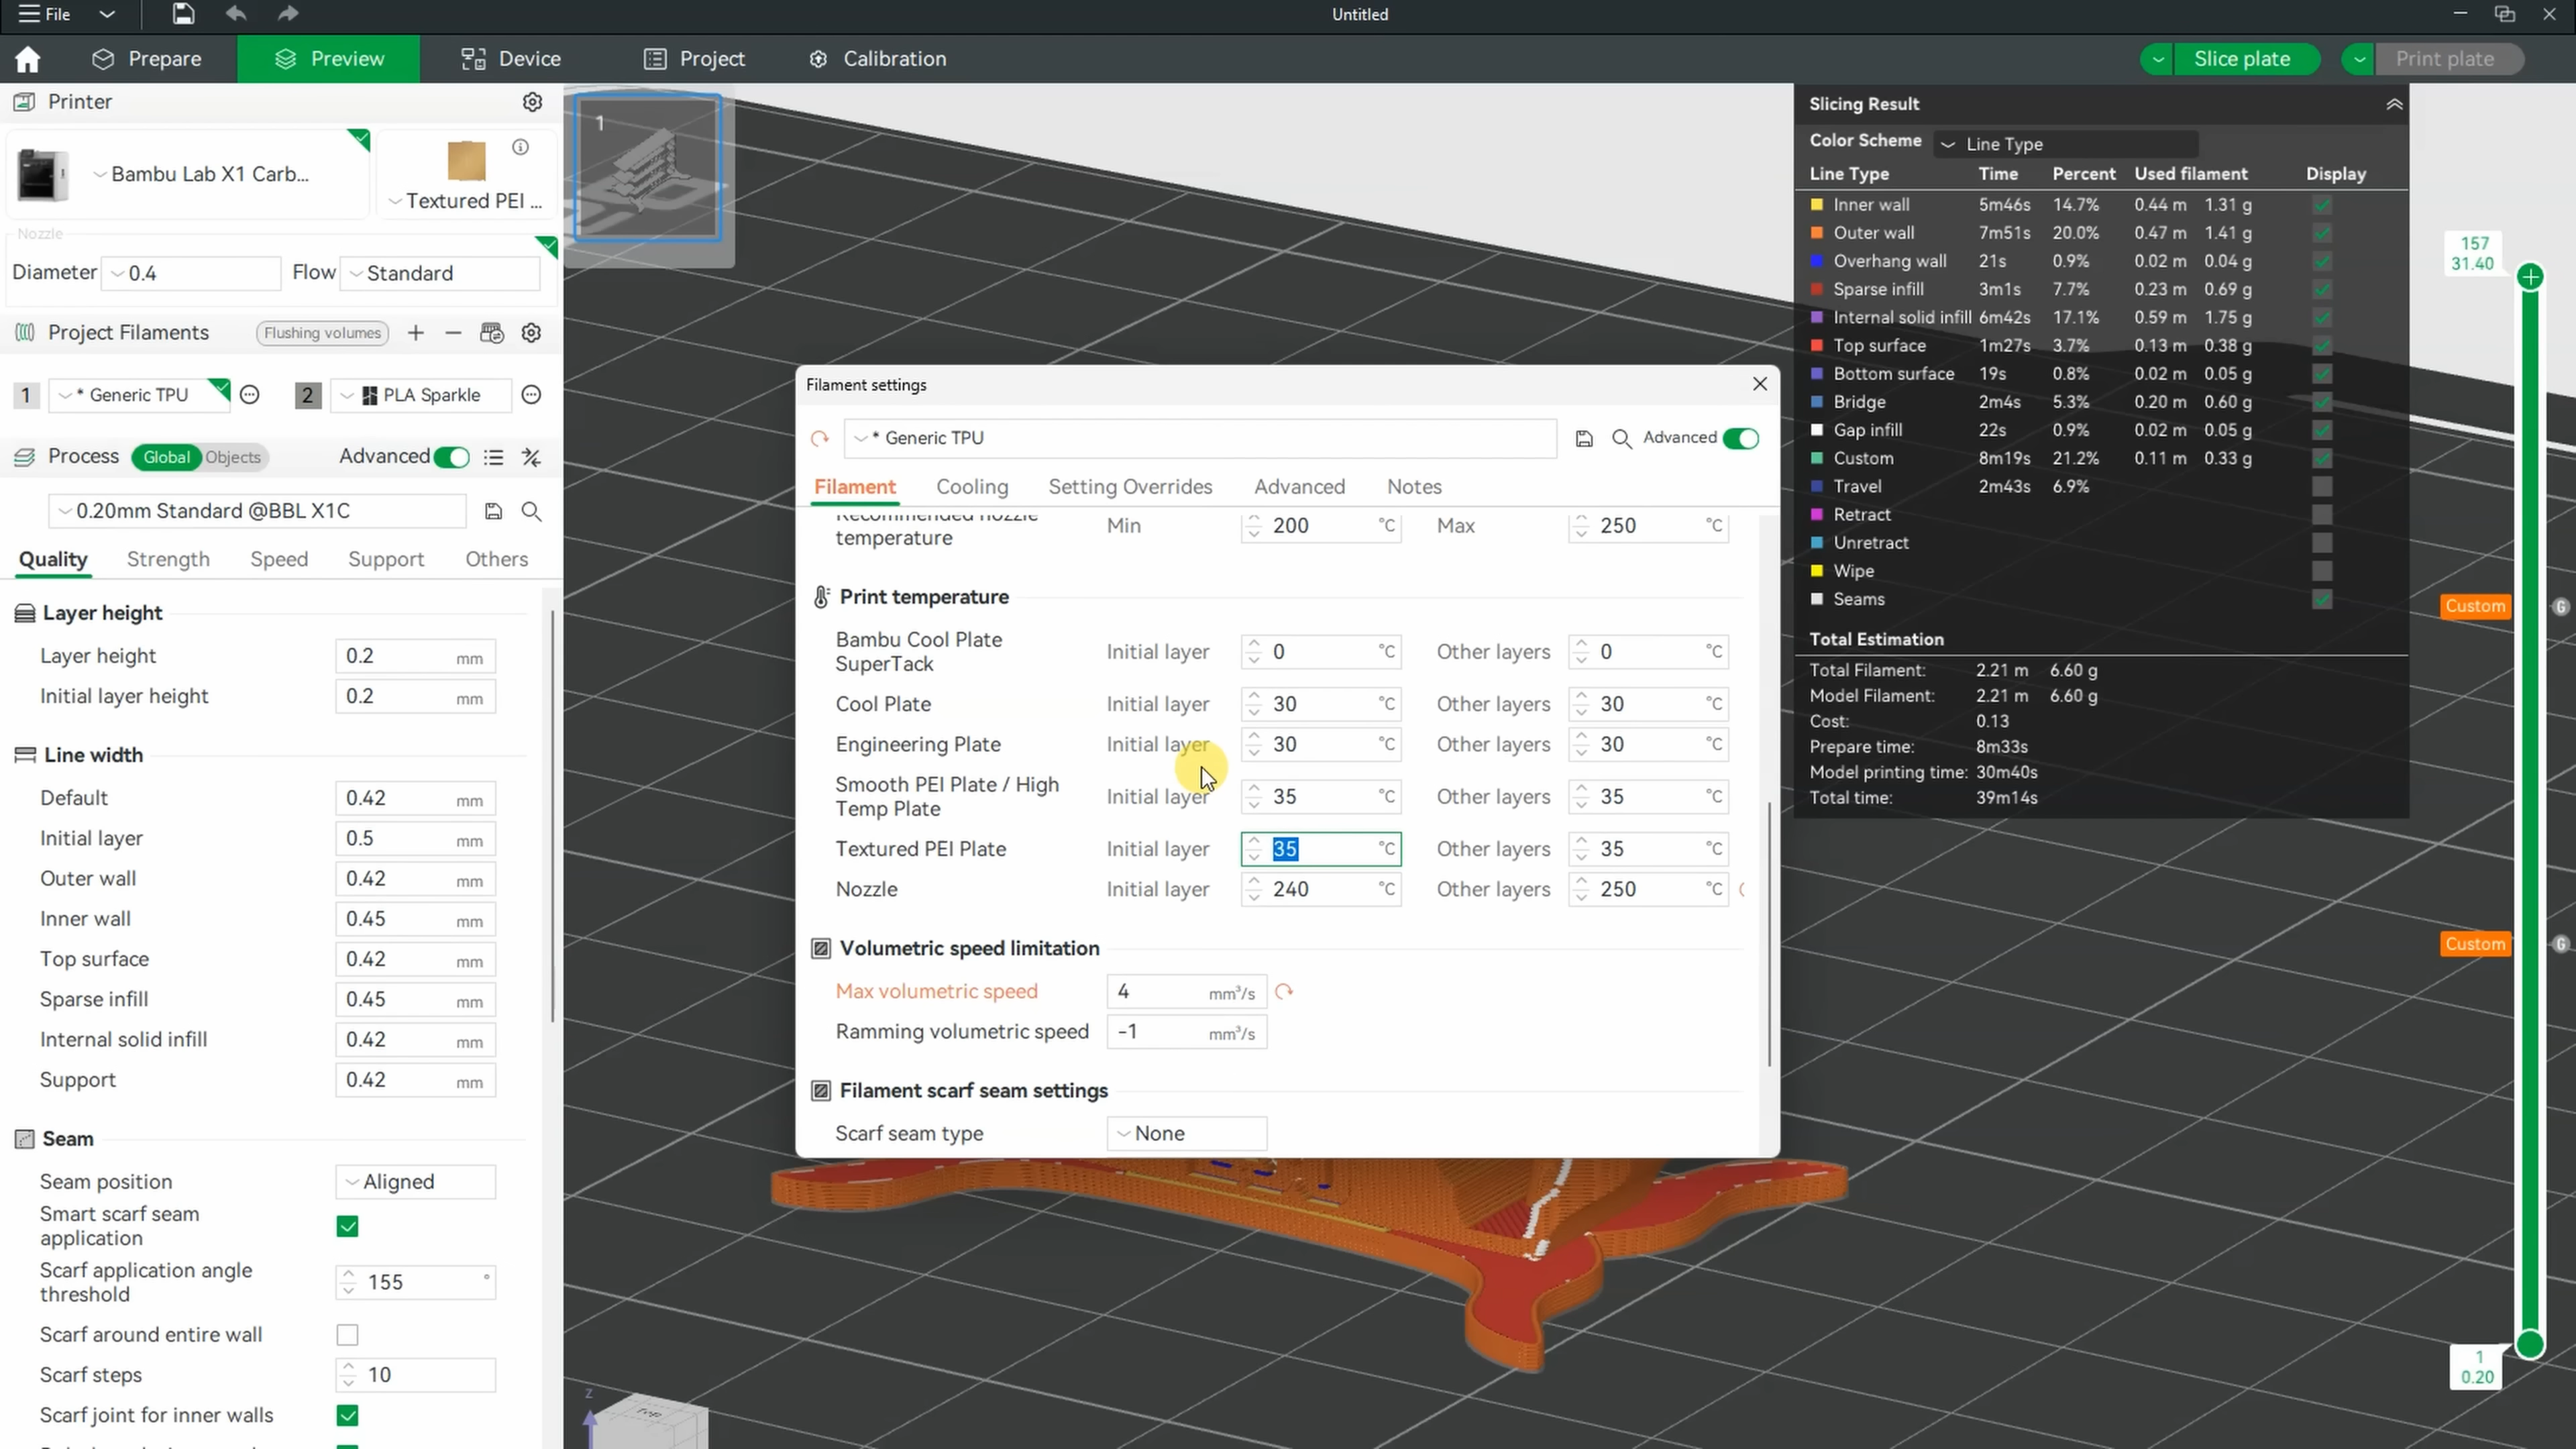 File
Untitled
Prepare
Preview
Device
Project
Calibration
Slice plate
Print plate
Printer
Bambu Lab X1 Carb...
Textured PEI ...
Nozzle
Diameter 0.4 Flow Standard
Project Filaments Flushing volumes
1 * Generic TPU 2 PLA Sparkle
Process Global Objects Advanced
0.20mm Standard @BBL X1C
Quality Strength Speed Support Others
Layer height
Layer height 0.2 mm
Initial layer height 0.2 mm
Line width
Default 0.42 mm
Initial layer 0.5 mm
Outer wall 0.42 mm
Inner wall 0.45 mm
Top surface 0.42 mm
Sparse infill 0.45 mm
Internal solid infill 0.42 mm
Support 0.42 mm
Seam
Seam position Aligned
Smart scarf seam
application
Scarf application angle
threshold 155 °
Scarf around entire wall
Scarf steps 10
Scarf joint for inner walls
1
Filament settings
* Generic TPU Advanced
Filament Cooling Setting Overrides Advanced Notes
Recommended nozzle
temperature Min 200 °C Max 250 °C
Print temperature
Bambu Cool Plate
SuperTack Initial layer 0 °C Other layers 0 °C
Cool Plate Initial layer 30 °C Other layers 30 °C
Engineering Plate Initial layer 30 °C Other layers 30 °C
Smooth PEI Plate / High
Temp Plate Initial layer 35 °C Other layers 35 °C
Textured PEI Plate Initial layer 35 °C Other layers 35 °C
Nozzle Initial layer 240 °C Other layers 250 °C
Volumetric speed limitation
Max volumetric speed 4 mm³/s
Ramming volumetric speed -1 mm³/s
Filament scarf seam settings
Scarf seam type None
Z
Top
Slicing Result
Color Scheme Line Type
Line Type Time Percent Used filament Display
Inner wall 5m46s 14.7% 0.44 m 1.31 g
Outer wall 7m51s 20.0% 0.47 m 1.41 g
Overhang wall 21s 0.9% 0.02 m 0.04 g
Sparse infill 3m1s 7.7% 0.23 m 0.69 g
Internal solid infill 6m42s 17.1% 0.59 m 1.75 g
Top surface 1m27s 3.7% 0.13 m 0.38 g
Bottom surface 19s 0.8% 0.02 m 0.05 g
Bridge 2m4s 5.3% 0.20 m 0.60 g
Gap infill 22s 0.9% 0.02 m 0.05 g
Custom 8m19s 21.2% 0.11 m 0.33 g
Travel 2m43s 6.9%
Retract
Unretract
Wipe
Seams
Total Estimation
Total Filament: 2.21 m 6.60 g
Model Filament: 2.21 m 6.60 g
Cost: 0.13
Prepare time: 8m33s
Model printing time: 30m40s
Total time: 39m14s
157
31.40
Custom G
Custom G
1
0.20